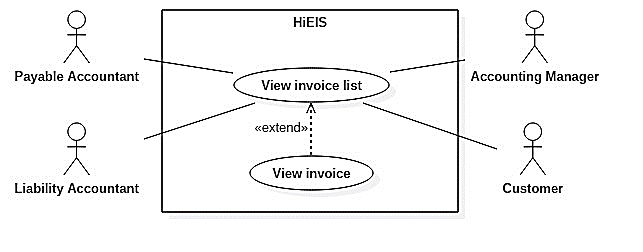 HiEIS
Payable Accountant
View invoice list
Accounting Manager
«extend»
Liability Accountant
View invoice
Customer